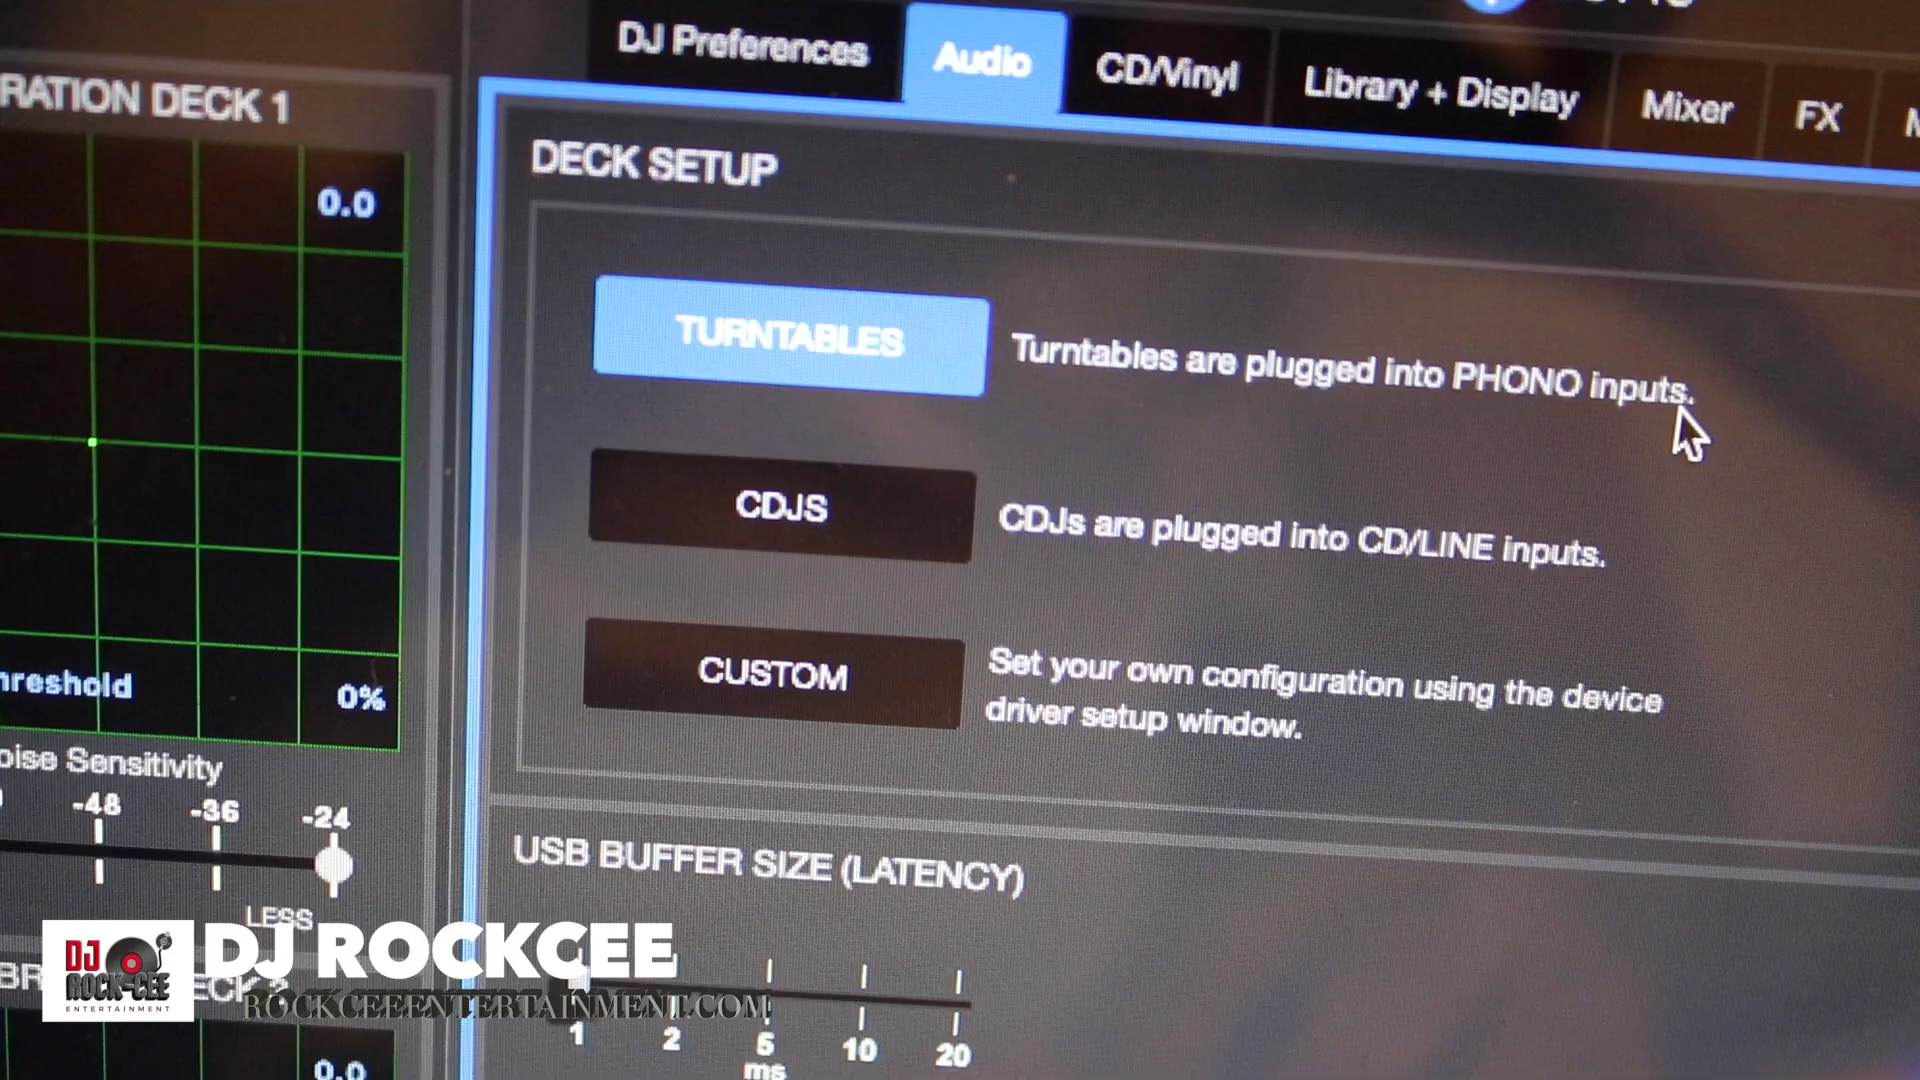 DJ Preferences
Audio
CD/Vinyl
Library + Display
Mixer
FX
RATION DECK 1
0.0
DECK SETUP
TURNTABLES
Turntables are plugged into PHONO inputs.
CDJS
CDJs are plugged into CD/LINE inputs.
CUSTOM
Set your own configuration using the device
driver setup window.
hreshold
0%
oise Sensitivity
-48
-36
-24
LESS
USB BUFFER SIZE (LATENCY)
1
2
5
10
20
ms
DJ
ROCK-CEE
ENTERTAINMENT
DJ ROCKCEE
ROCKCEEENTERTAINMENT.COM
0.0